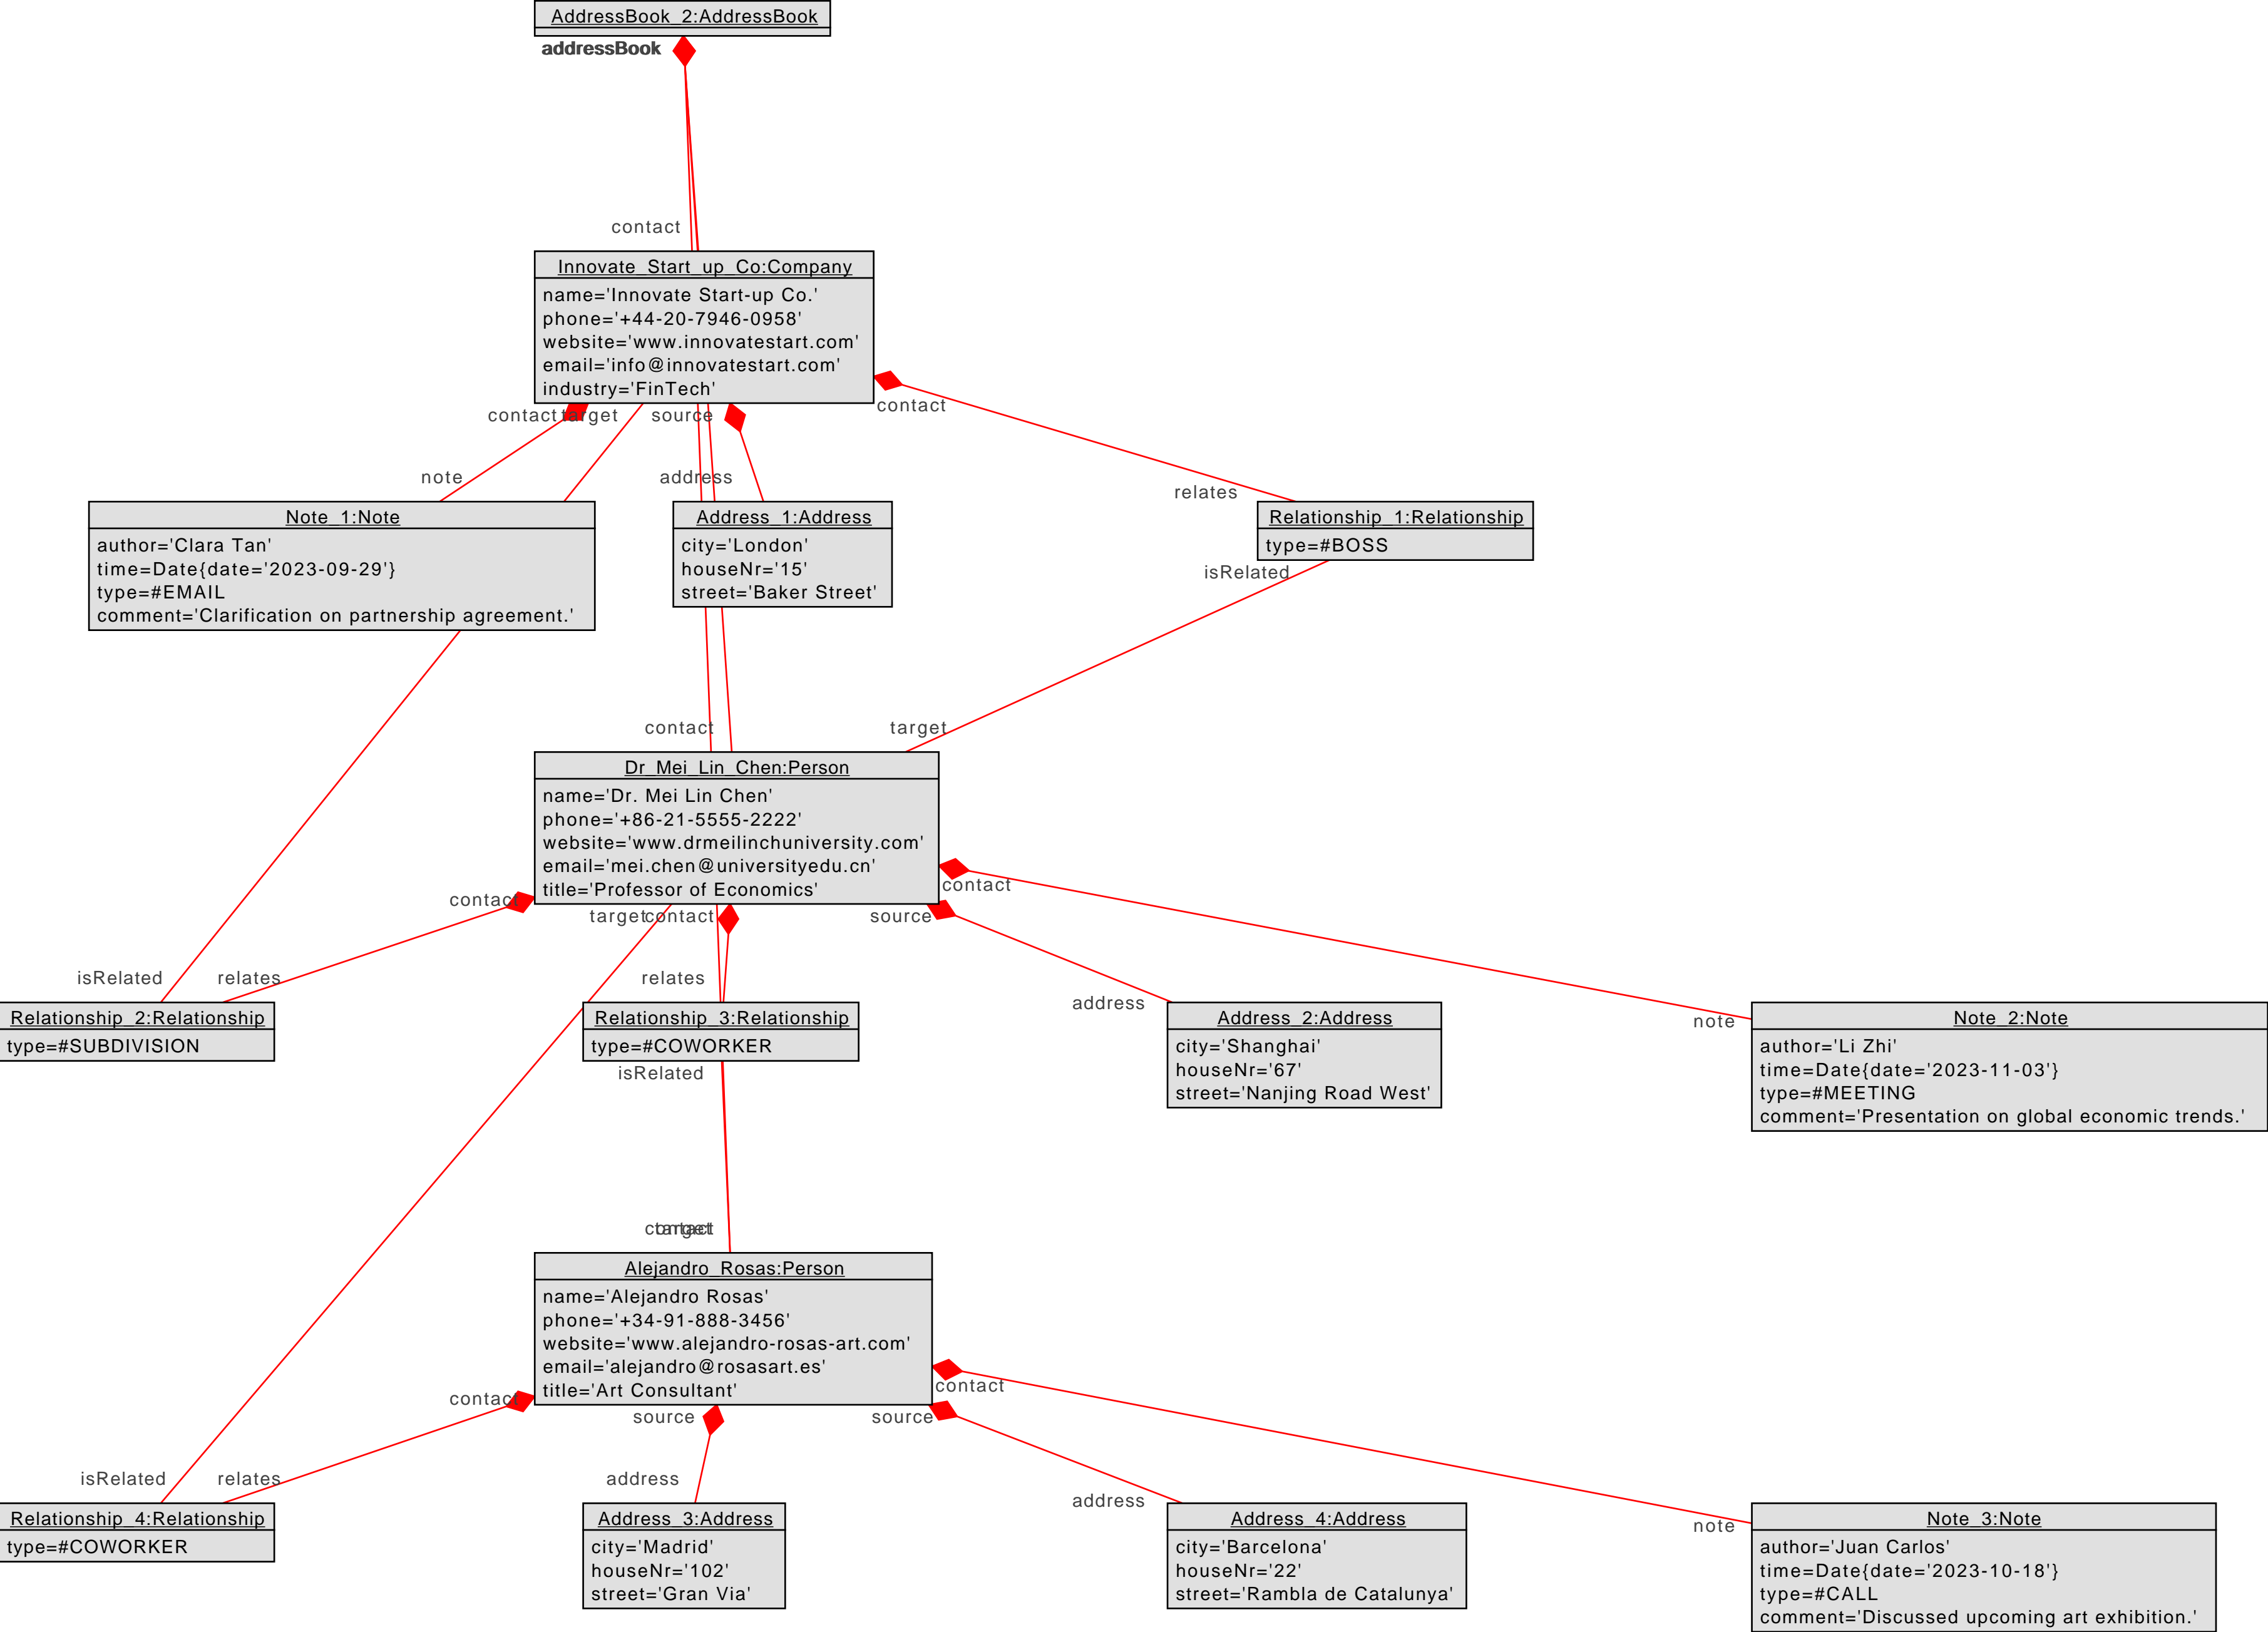 AddressBook_2:AddressBook
addressBook
contact
Innovate_Start_up_Co:Company
name='Innovate Start-up Co.'
phone='+44-20-7946-0958'
website='www.innovatestart.com'
email='info@innovatestart.com'
industry='FinTech'
contact target source contact
note address relates
Note_1:Note
author='Clara Tan'
time=Date{date='2023-09-29'}
type=#EMAIL
comment='Clarification on partnership agreement.'
Address_1:Address
city='London'
houseNr='15'
street='Baker Street'
Relationship_1:Relationship
type=#BOSS
isRelated
contact target
Dr_Mei_Lin_Chen:Person
name='Dr. Mei Lin Chen'
phone='+86-21-5555-2222'
website='www.drmeilinchuniversity.com'
email='mei.chen@universityedu.cn'
title='Professor of Economics'
contact target contact source contact
isRelated relates relates address note
Relationship_2:Relationship
type=#SUBDIVISION
Relationship_3:Relationship
type=#COWORKER
isRelated
Address_2:Address
city='Shanghai'
houseNr='67'
street='Nanjing Road West'
Note_2:Note
author='Li Zhi'
time=Date{date='2023-11-03'}
type=#MEETING
comment='Presentation on global economic trends.'
contact target
Alejandro_Rosas:Person
name='Alejandro Rosas'
phone='+34-91-888-3456'
website='www.alejandro-rosas-art.com'
email='alejandro@rosasart.es'
title='Art Consultant'
contact source source contact
isRelated relates address address note
Relationship_4:Relationship
type=#COWORKER
Address_3:Address
city='Madrid'
houseNr='102'
street='Gran Via'
Address_4:Address
city='Barcelona'
houseNr='22'
street='Rambla de Catalunya'
Note_3:Note
author='Juan Carlos'
time=Date{date='2023-10-18'}
type=#CALL
comment='Discussed upcoming art exhibition.'